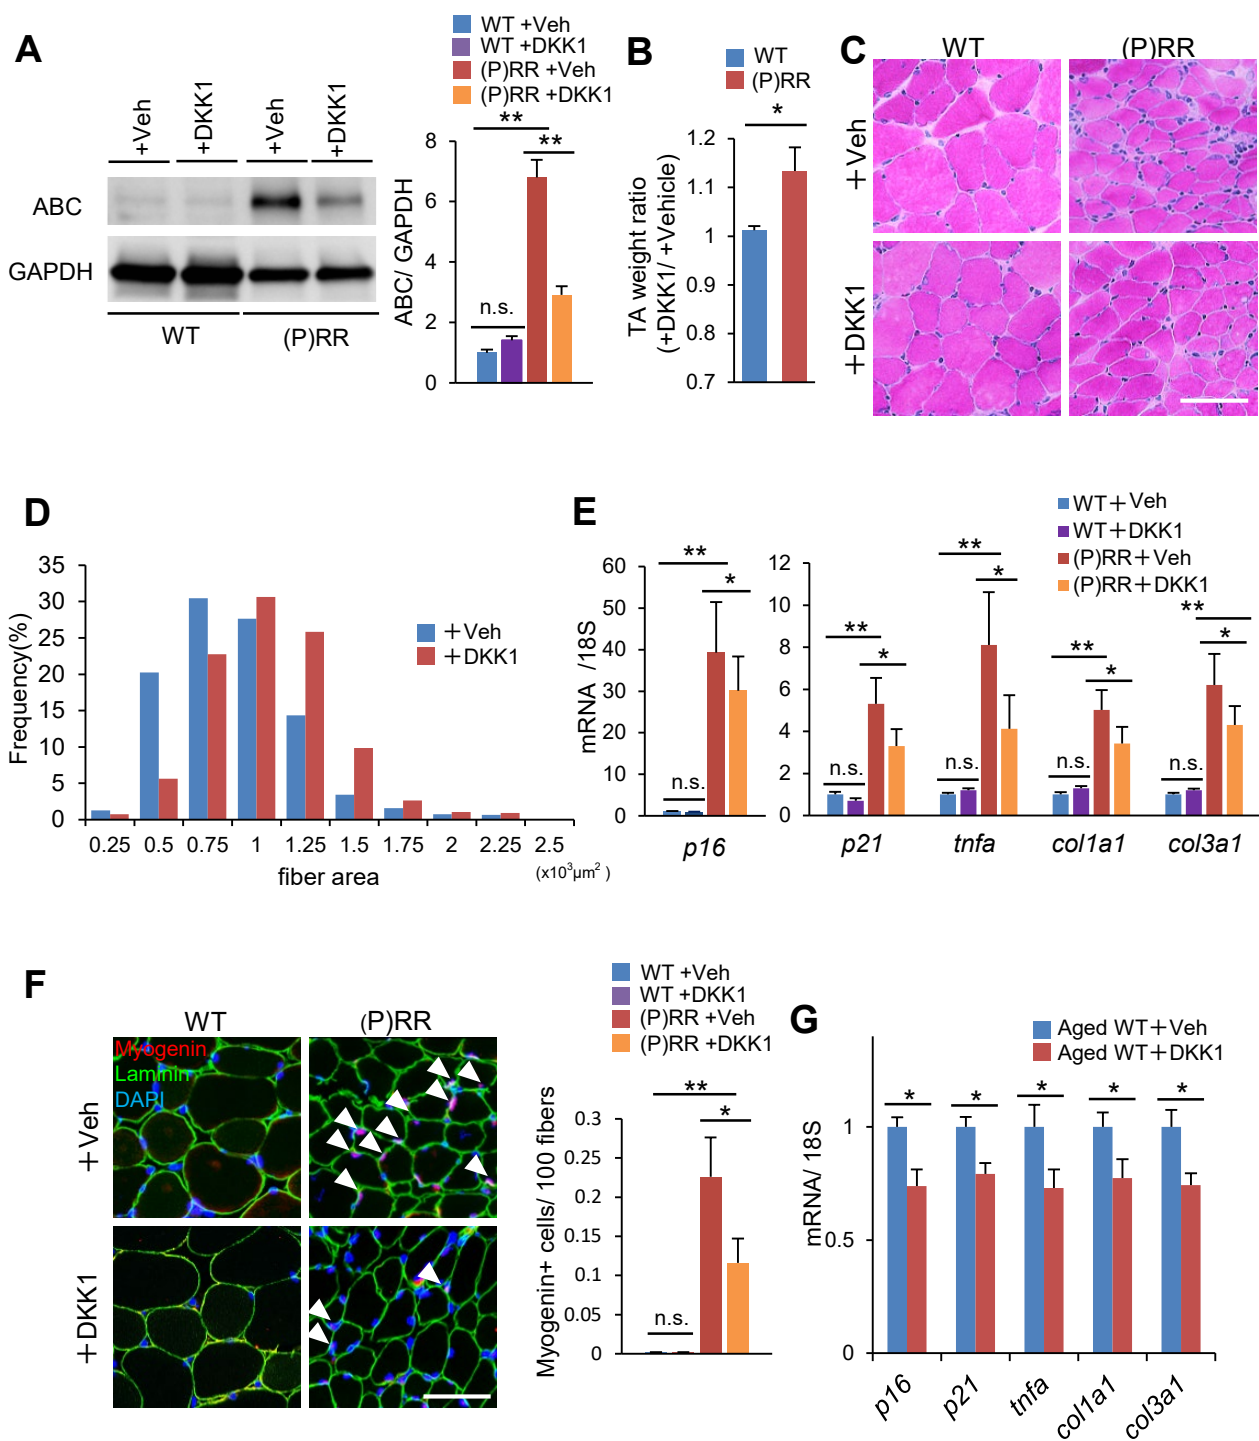 A
+Veh
+DKK1
+Veh
+DKK1
ABC
GAPDH
WT
(P)RR
WT +Veh
WT +DKK1
(P)RR +Veh
(P)RR +DKK1
**
**
n.s.
8
6
4
2
0
ABC/ GAPDH
B
WT
(P)RR
*
1.2
1.1
1
0.9
0.8
0.7
TA weight ratio
(+DKK1/ +Vehicle)
C
WT
(P)RR
+Veh
+DKK1
D
35
30
25
20
15
10
5
0
Frequency(%)
+Veh
+DKK1
0.25 0.5 0.75 1 1.25 1.5 1.75 2 2.25 2.5
fiber area
(x10³μm²)
E
WT+Veh
WT+DKK1
(P)RR+Veh
(P)RR+DKK1
mRNA /18S
60
50
40
30
20
10
0
**
*
n.s.
p16
12
10
8
6
4
2
0
**
*
n.s.
**
*
n.s.
**
*
n.s.
**
*
n.s.
p21 tnfa col1a1 col3a1
F
WT
(P)RR
Myogenin
Laminin
DAPI
+Veh
+DKK1
WT +Veh
WT +DKK1
(P)RR +Veh
(P)RR +DKK1
**
*
n.s.
0.3
0.25
0.2
0.15
0.1
0.05
0
Myogenin+ cells/ 100 fibers
G
Aged WT+Veh
Aged WT+DKK1
* * * * *
1
0.5
0
mRNA/ 18S
p16 p21 tnfa col1a1 col3a1